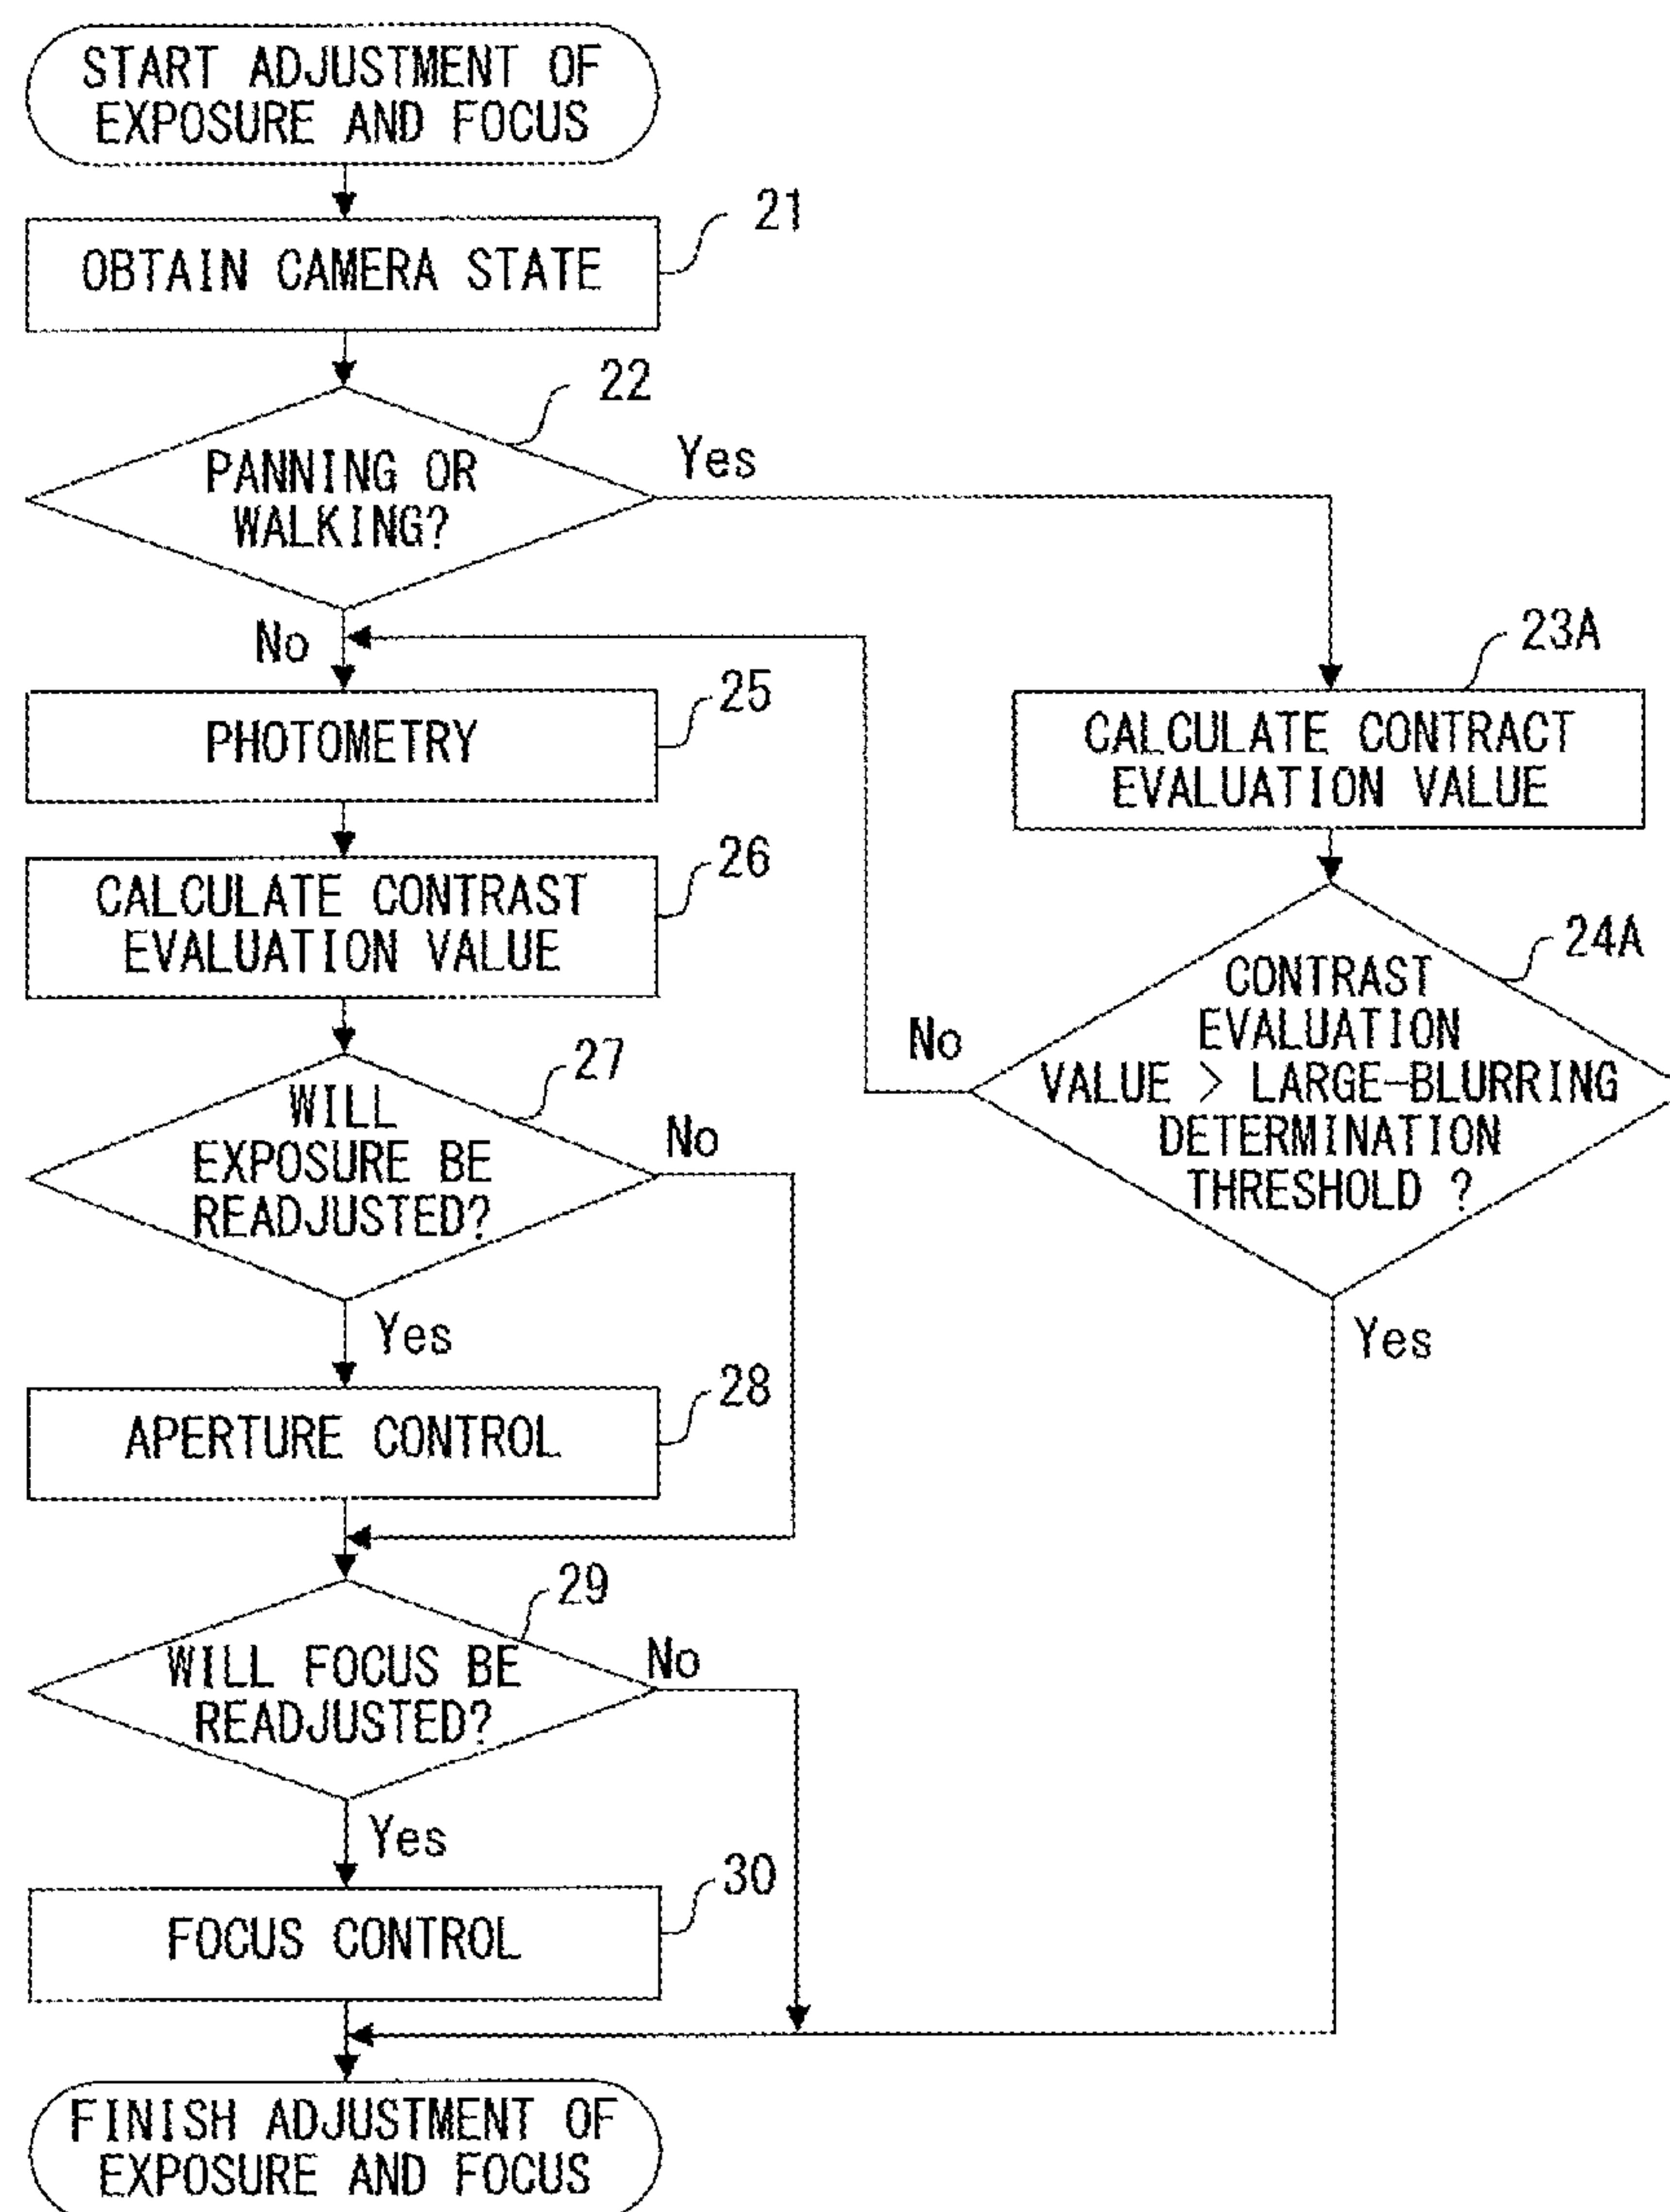 START ADJUSTMENT OF
EXPOSURE AND FOCUS
21
OBTAIN CAMERA STATE
22
PANNING OR
WALKING?
Yes
No
23A
CALCULATE CONTRACT
EVALUATION VALUE
25
PHOTOMETRY
26
CALCULATE CONTRAST
EVALUATION VALUE
24A
CONTRAST
EVALUATION
VALUE > LARGE-BLURRING
DETERMINATION
THRESHOLD ?
No
Yes
27
WILL
EXPOSURE BE
READJUSTED?
No
Yes
28
APERTURE CONTROL
29
WILL FOCUS BE
READJUSTED?
No
Yes
30
FOCUS CONTROL
FINISH ADJUSTMENT OF
EXPOSURE AND FOCUS